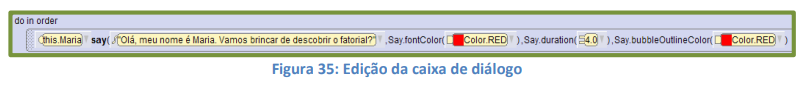 do in order
this.Maria say( "Olá, meu nome é Maria. Vamos brincar de descobrir o fatorial?" , Say.fontColor( Color.RED ) , Say.duration( 4.0 ) , Say.bubbleOutlineColor( Color.RED ) )
Figura 35: Edição da caixa de diálogo